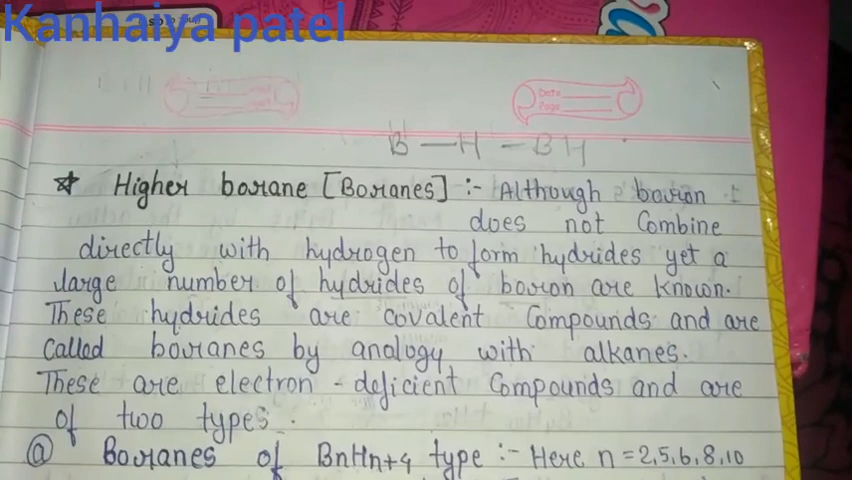 Kanhaiya patel
Date
Page
B — H — BH
☆ Higher borane [Boranes] :- Although boron
does not Combine
directly with hydrogen to form hydrides yet a
large number of hydrides of boron are known.
These hydrides are covalent Compounds and are
Called boranes by analogy with alkanes.
These are electron - deficient Compounds and are
of two types.
ⓐ Boranes of BnHn+4 type :- Here n = 2,5,6,8,10